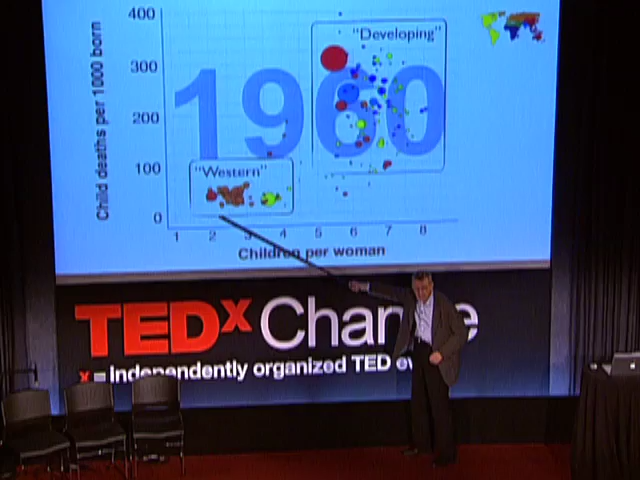 400
300
200
100
0
Child deaths per 1000 born
1960
"Developing"
"Western"
1 2 3 4 5 6 7 8
Children per woman
TEDx Change
x = independently organized TED